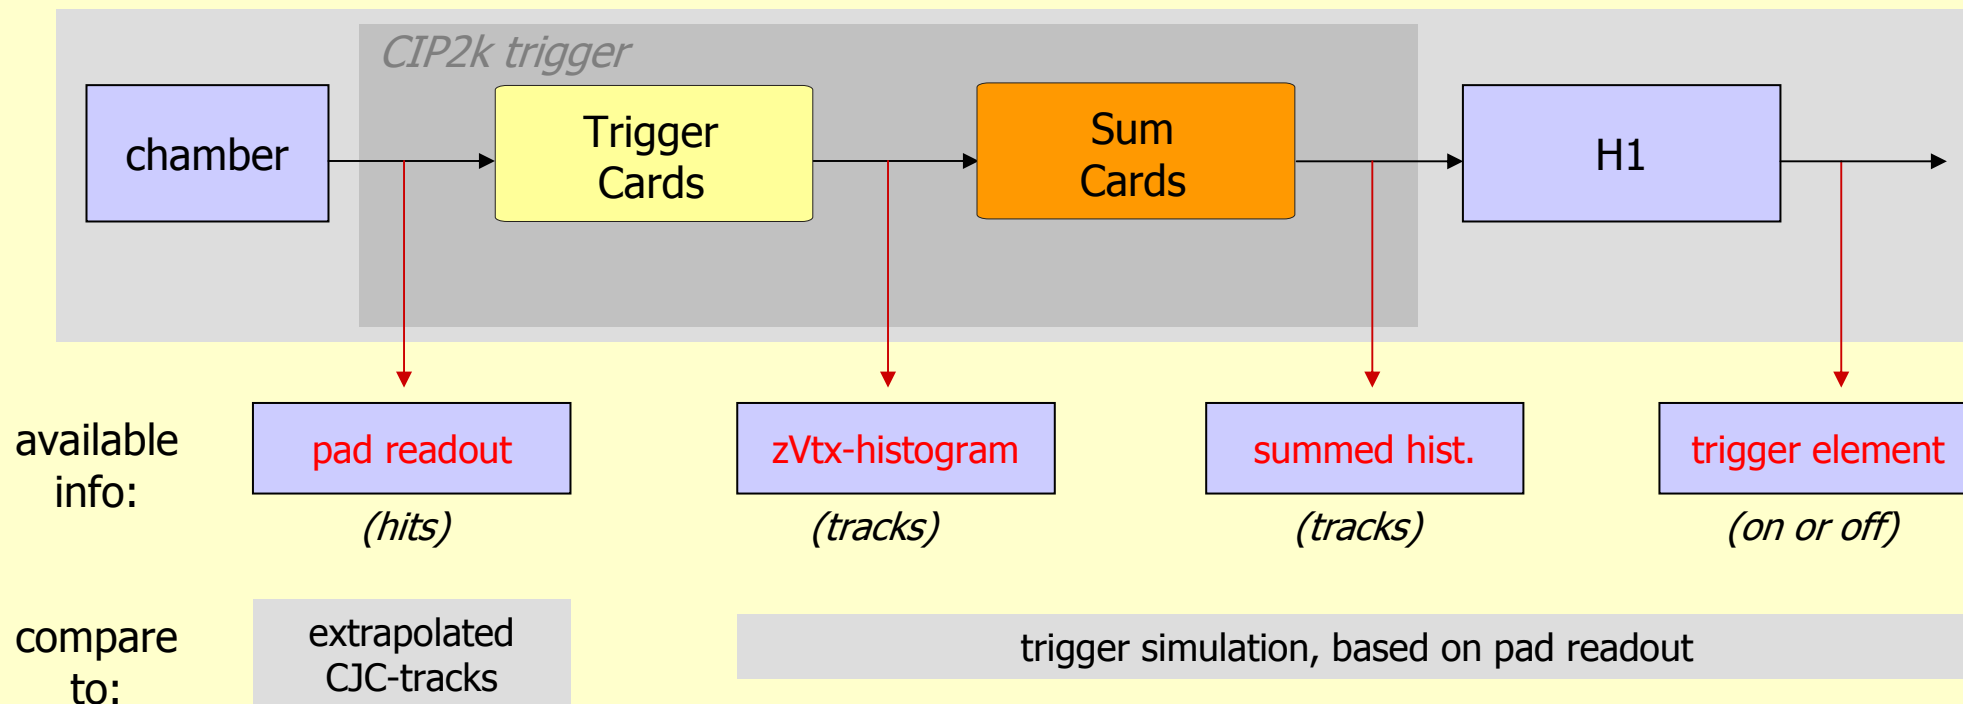 CIP2k trigger
chamber
Trigger
Cards
Sum
Cards
H1
available
info:
pad readout
zVtx-histogram
summed hist.
trigger element
(hits)
(tracks)
(tracks)
(on or off)
compare
to:
extrapolated
CJC-tracks
trigger simulation, based on pad readout